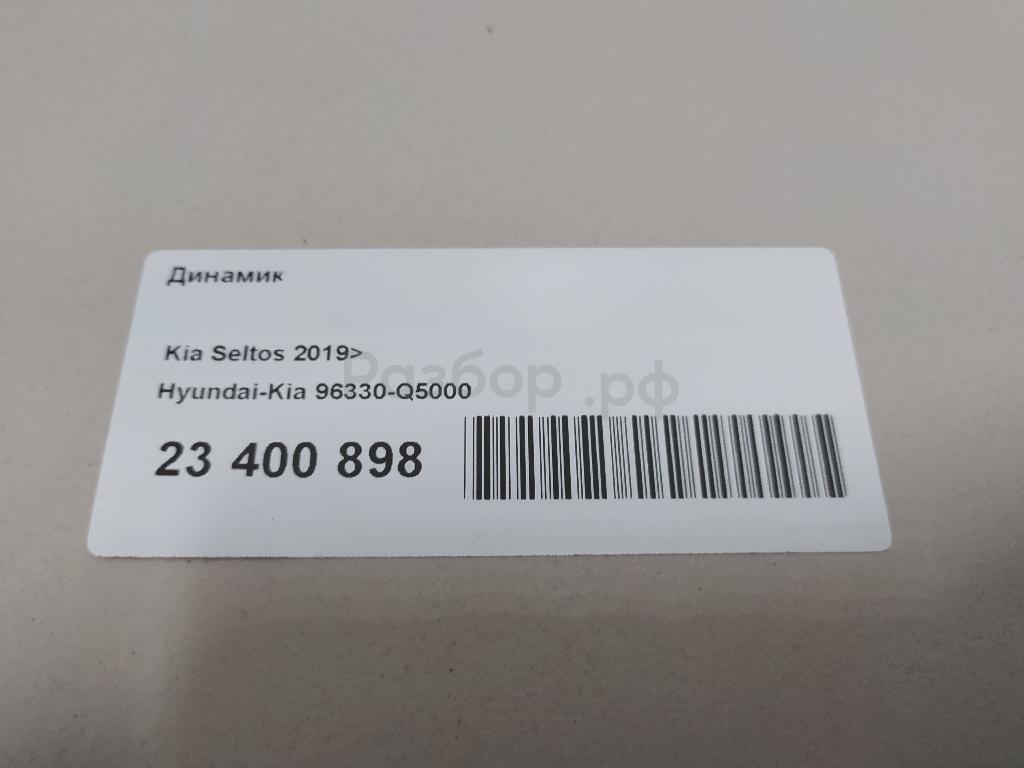 Динамик
Kia Seltos 2019>
Hyundai-Kia 96330-Q5000
23 400 898
Разбор.рф